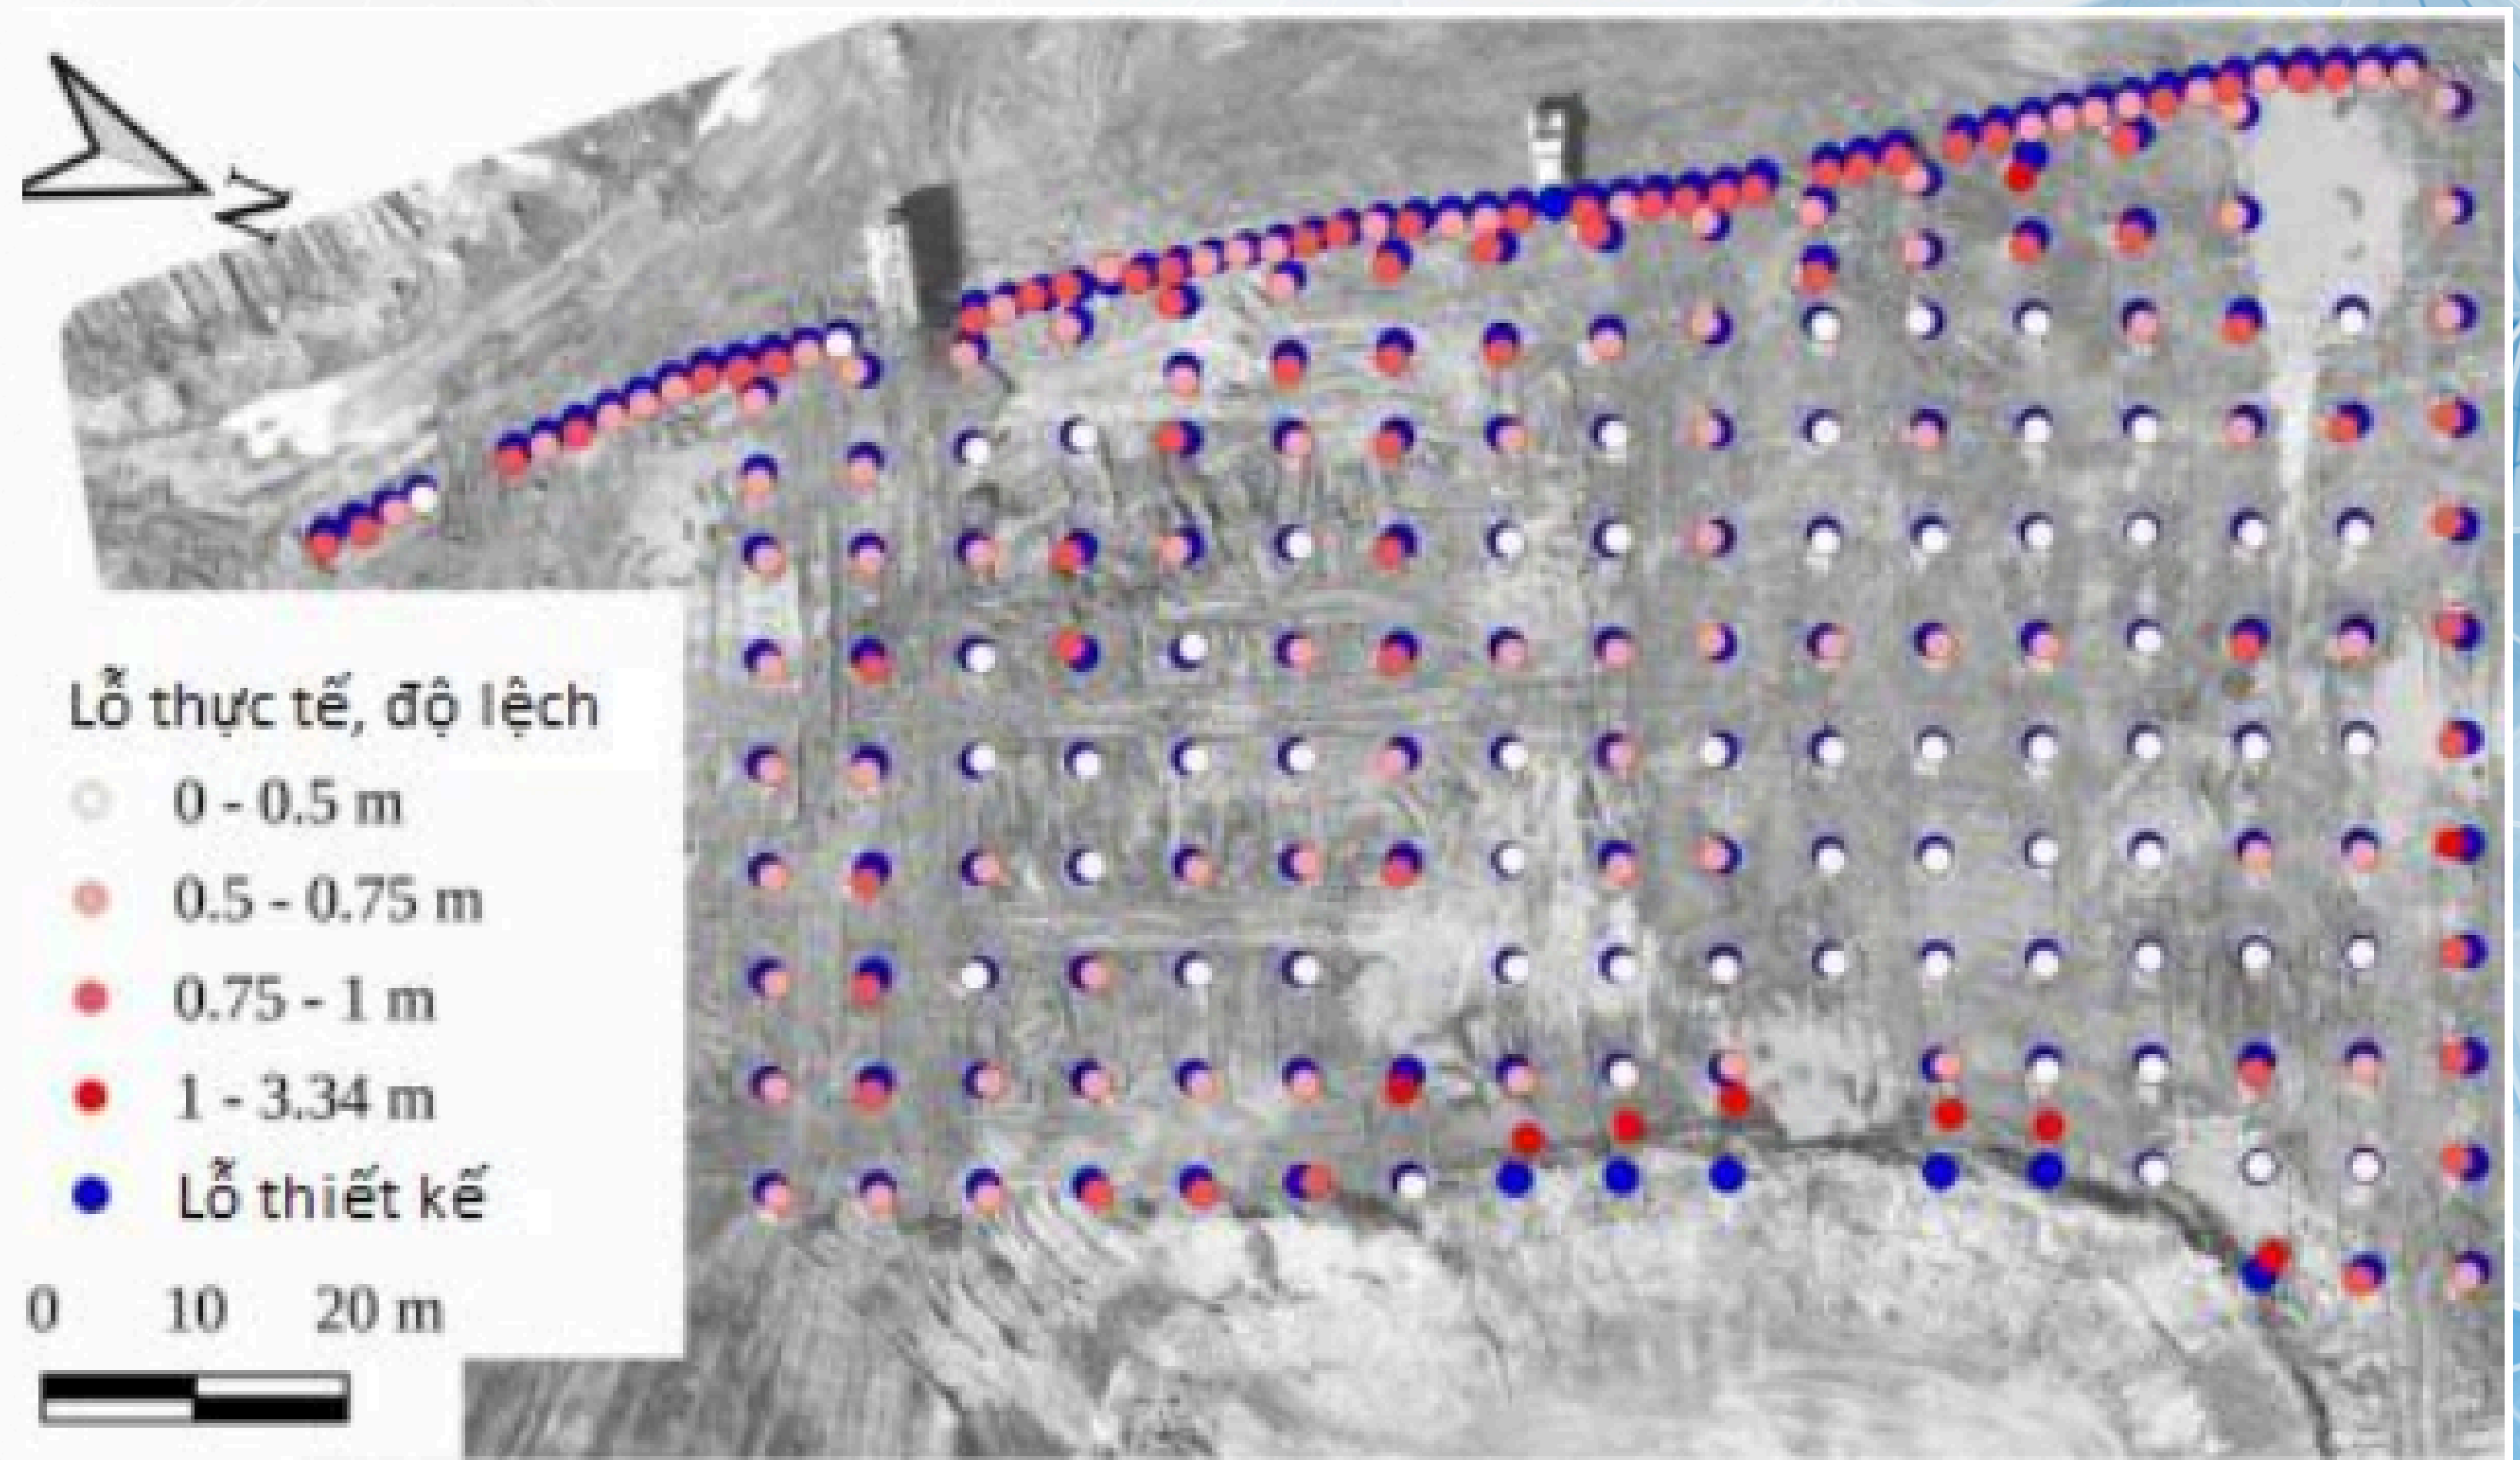 N
Lỗ thực tế, độ lệch
0 - 0.5 m
0.5 - 0.75 m
0.75 - 1 m
1 - 3.34 m
Lỗ thiết kế
0 10 20 m